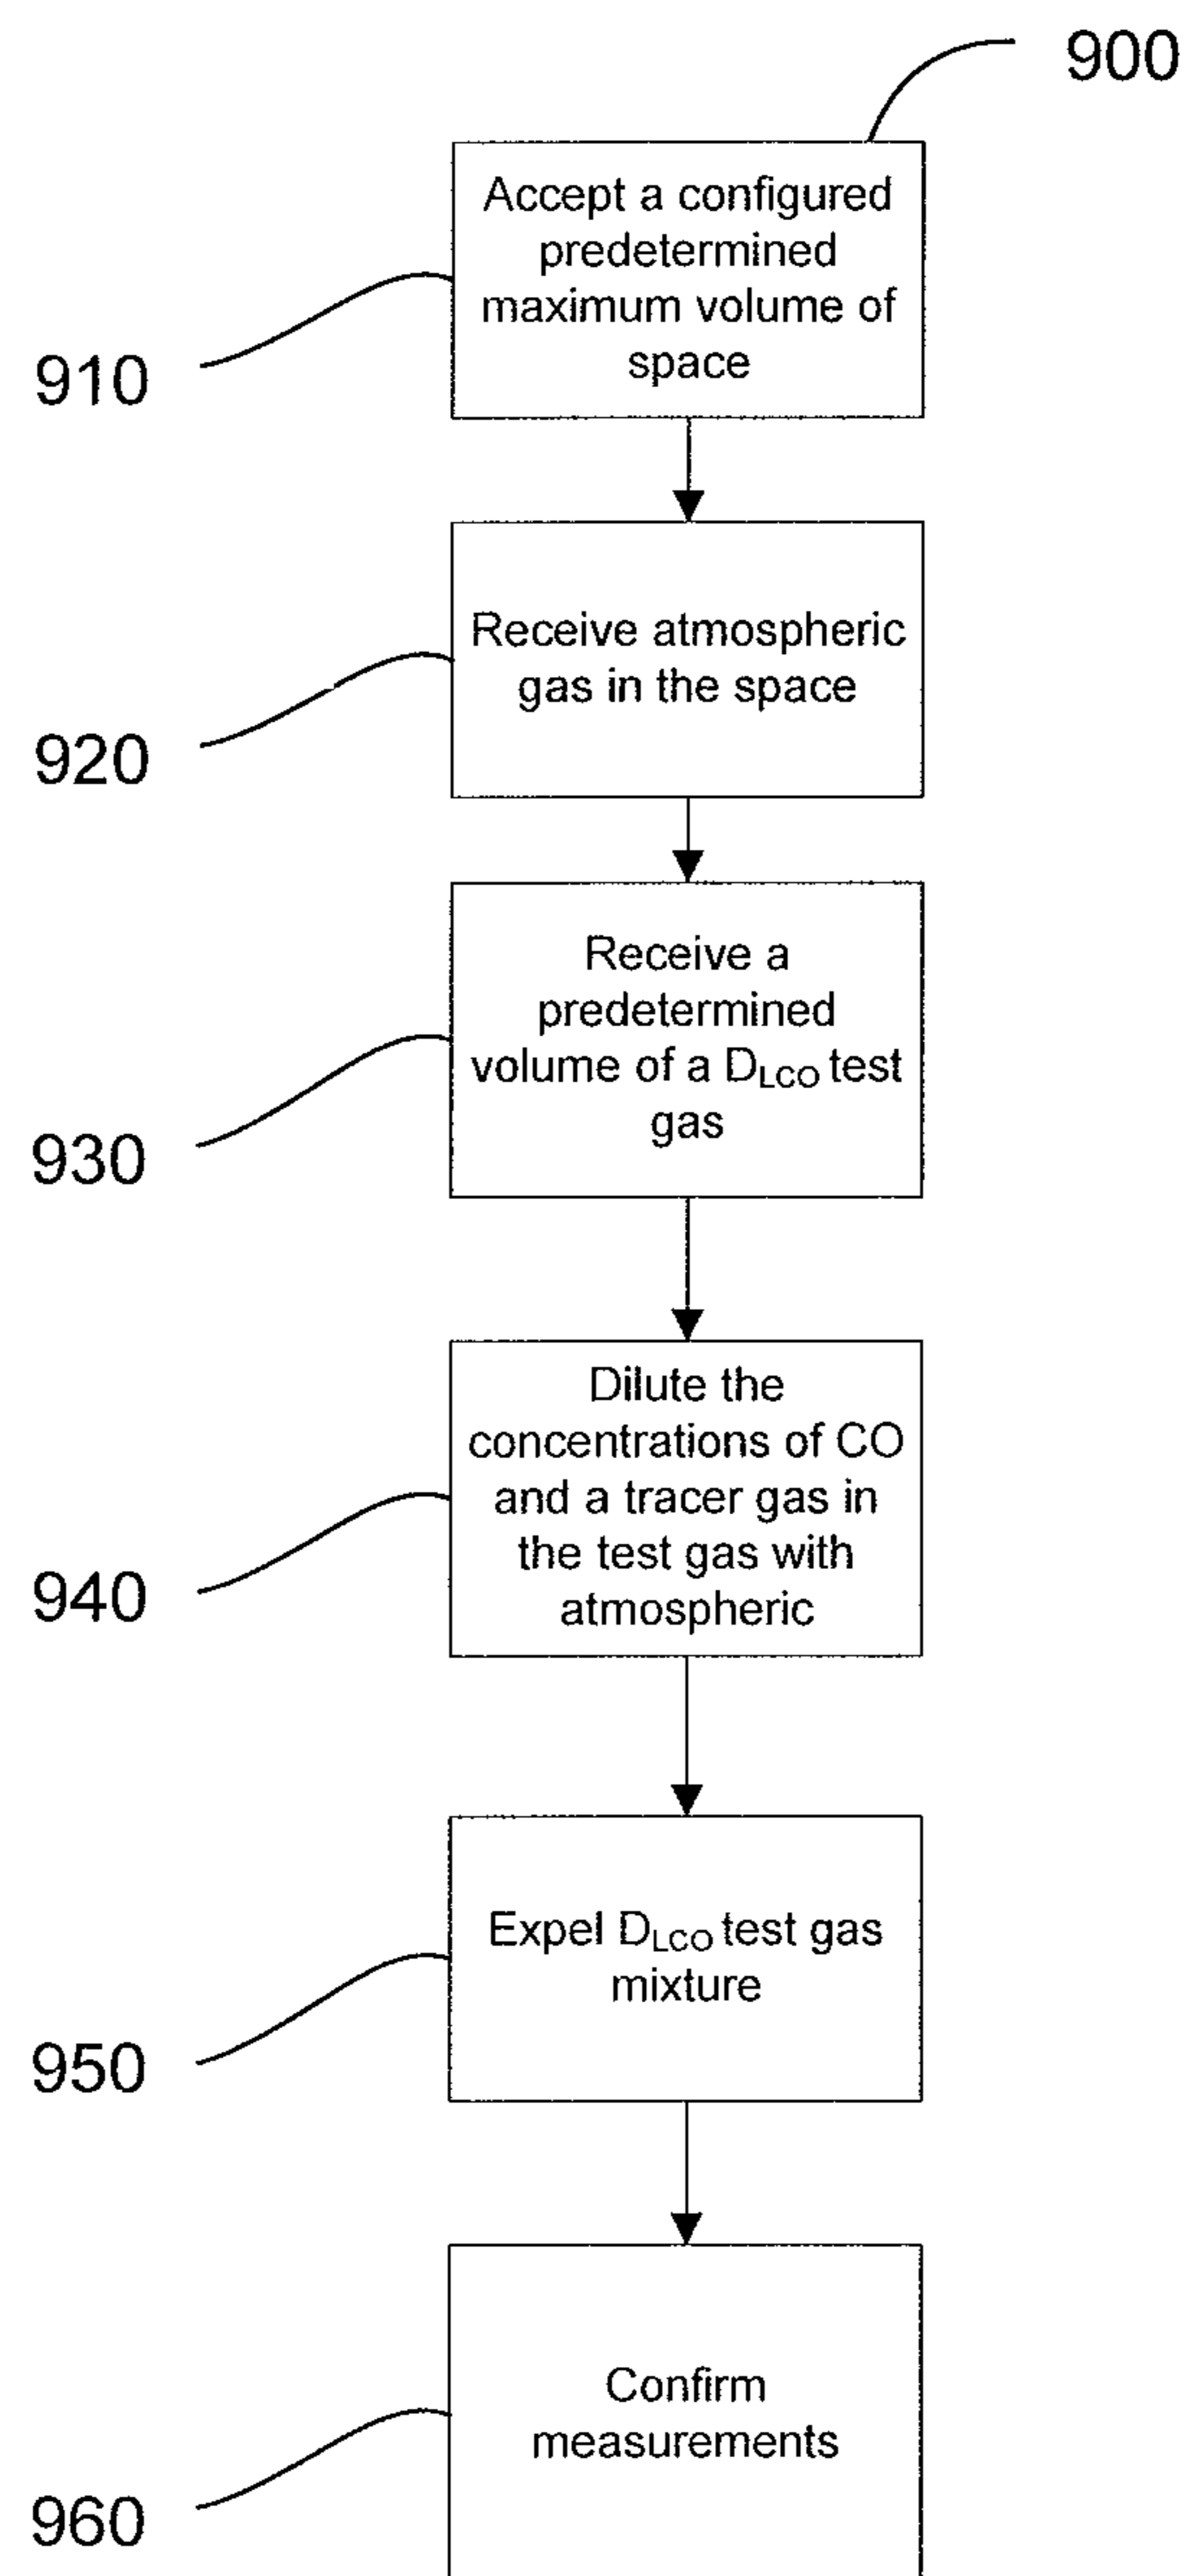 900
Accept a configured
predetermined
maximum volume of
space
910
Receive atmospheric
gas in the space
920
Receive a
predetermined
volume of a DLCO test
gas
930
Dilute the
concentrations of CO
and a tracer gas in
the test gas with
atmospheric
940
Expel DLCO test gas
mixture
950
Confirm
measurements
960